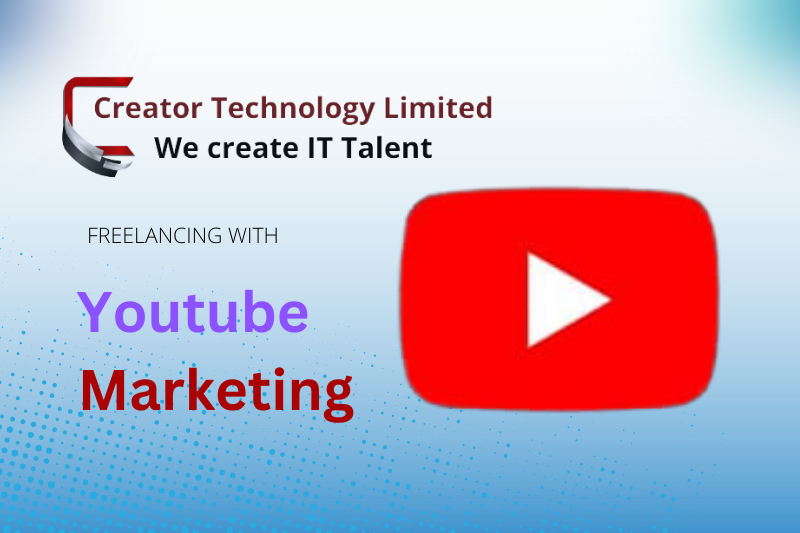 Creator Technology Limited
We create IT Talent
FREELANCING WITH
Youtube
Marketing